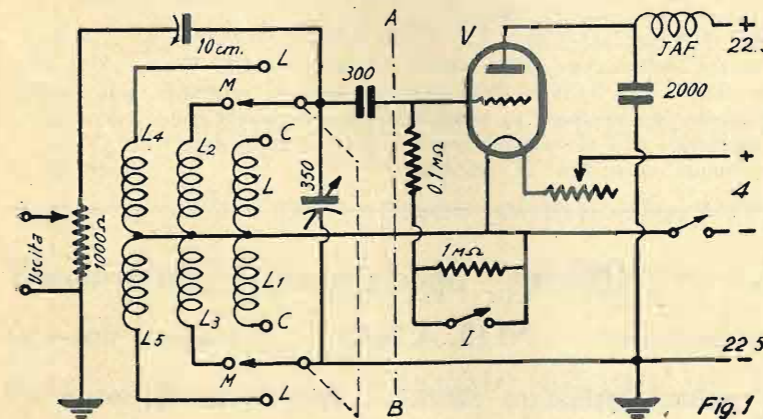 A
V
10 cm.
L
JAF.
+
22.5
300
2000
M
C
L4
L2
L
350
0.1 MΩ
+
4
−
Uscita
1000Ω
1 MΩ
L5
L3
L1
C
I
M
L
22.5
−
B
Fig. 1